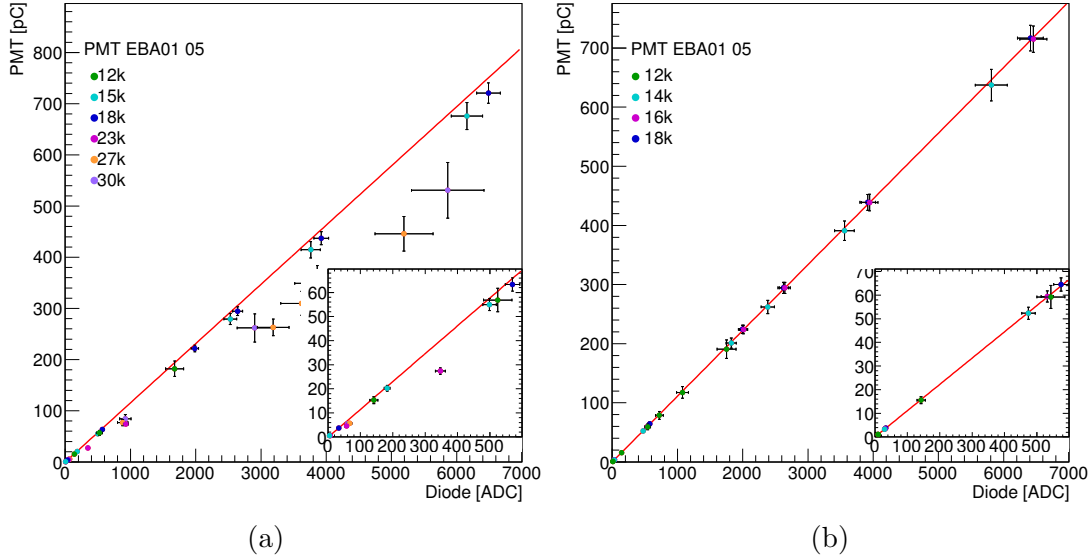 PMT [pC]
PMT EBA01 05
12k
15k
18k
23k
27k
30k
800
700
600
500
400
300
200
100
0
0 1000 2000 3000 4000 5000 6000 7000
Diode [ADC]
60
50
40
30
20
10
0
0 100 200 300 400 500
(a)
PMT [pC]
PMT EBA01 05
12k
14k
16k
18k
700
600
500
400
300
200
100
0
0 1000 2000 3000 4000 5000 6000 7000
Diode [ADC]
70
60
50
40
30
20
10
0
0 100 200 300 400 500
(b)